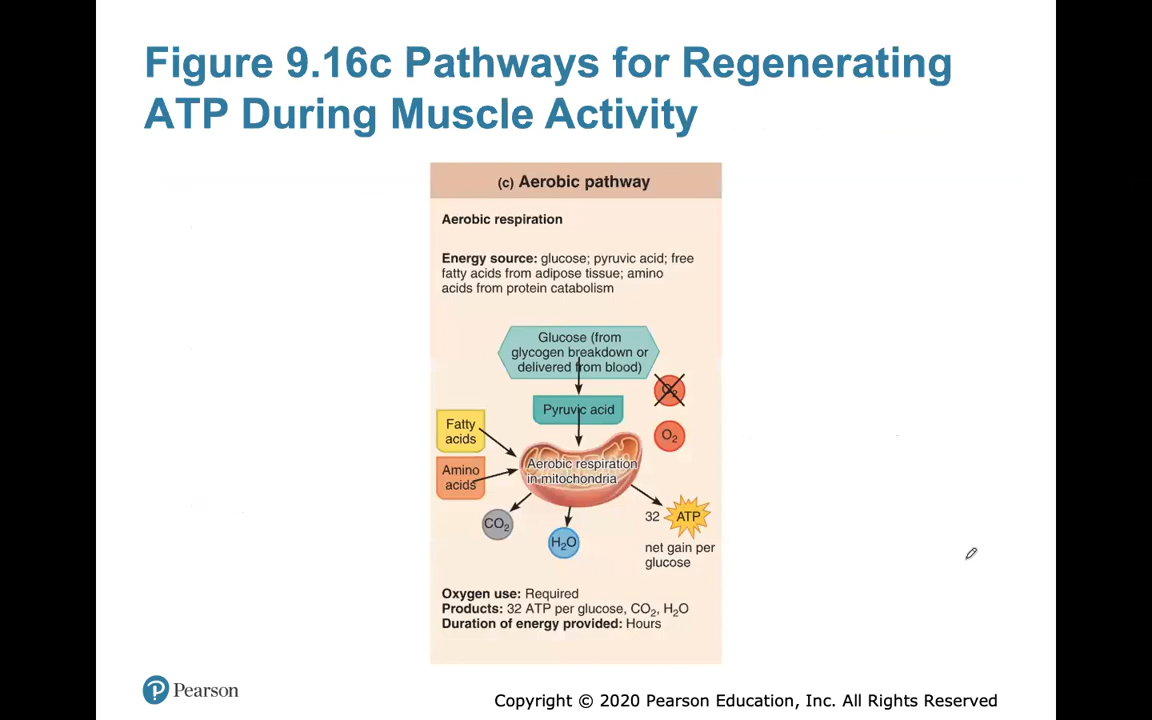 Figure 9.16c Pathways for Regenerating
ATP During Muscle Activity
(c) Aerobic pathway
Aerobic respiration
Energy source: glucose; pyruvic acid; free
fatty acids from adipose tissue; amino
acids from protein catabolism
Glucose (from
glycogen breakdown or
delivered from blood)
O₂
Pyruvic acid
Fatty
acids
O₂
Aerobic respiration
in mitochondria
Amino
acids
CO₂
H₂O
32 ATP
net gain per
glucose
Oxygen use: Required
Products: 32 ATP per glucose, CO₂, H₂O
Duration of energy provided: Hours
P Pearson
Copyright © 2020 Pearson Education, Inc. All Rights Reserved